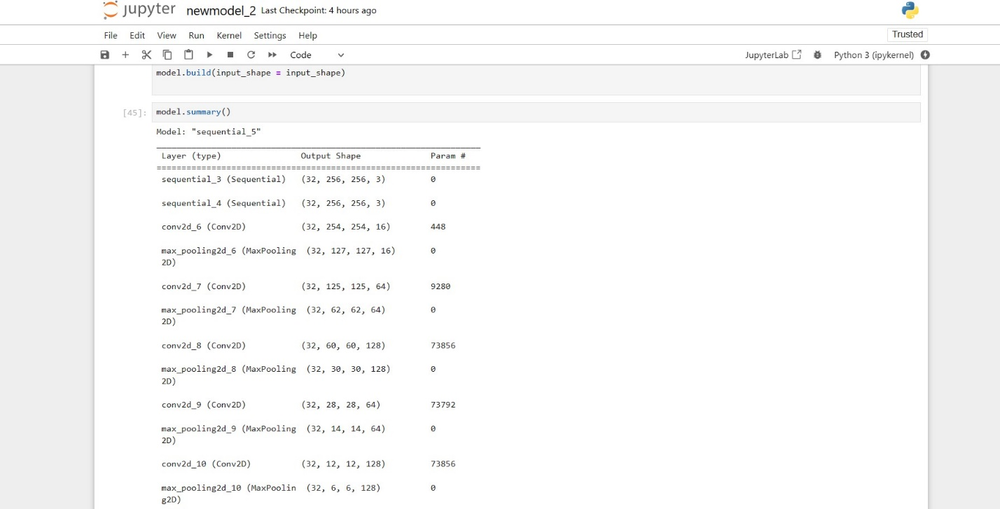 jupyter newmodel_2 Last Checkpoint: 4 hours ago
File Edit View Run Kernel Settings Help Trusted
Code JupyterLab Python 3 (ipykernel)
model.build(input_shape = input_shape)
[45]: model.summary()
Model: "sequential_5"
Layer (type) Output Shape Param #
=================================================================
sequential_3 (Sequential) (32, 256, 256, 3) 0
sequential_4 (Sequential) (32, 256, 256, 3) 0
conv2d_6 (Conv2D) (32, 254, 254, 16) 448
max_pooling2d_6 (MaxPooling (32, 127, 127, 16) 0
2D)
conv2d_7 (Conv2D) (32, 125, 125, 64) 9280
max_pooling2d_7 (MaxPooling (32, 62, 62, 64) 0
2D)
conv2d_8 (Conv2D) (32, 60, 60, 128) 73856
max_pooling2d_8 (MaxPooling (32, 30, 30, 128) 0
2D)
conv2d_9 (Conv2D) (32, 28, 28, 64) 73792
max_pooling2d_9 (MaxPooling (32, 14, 14, 64) 0
2D)
conv2d_10 (Conv2D) (32, 12, 12, 128) 73856
max_pooling2d_10 (MaxPoolin (32, 6, 6, 128) 0
g2D)